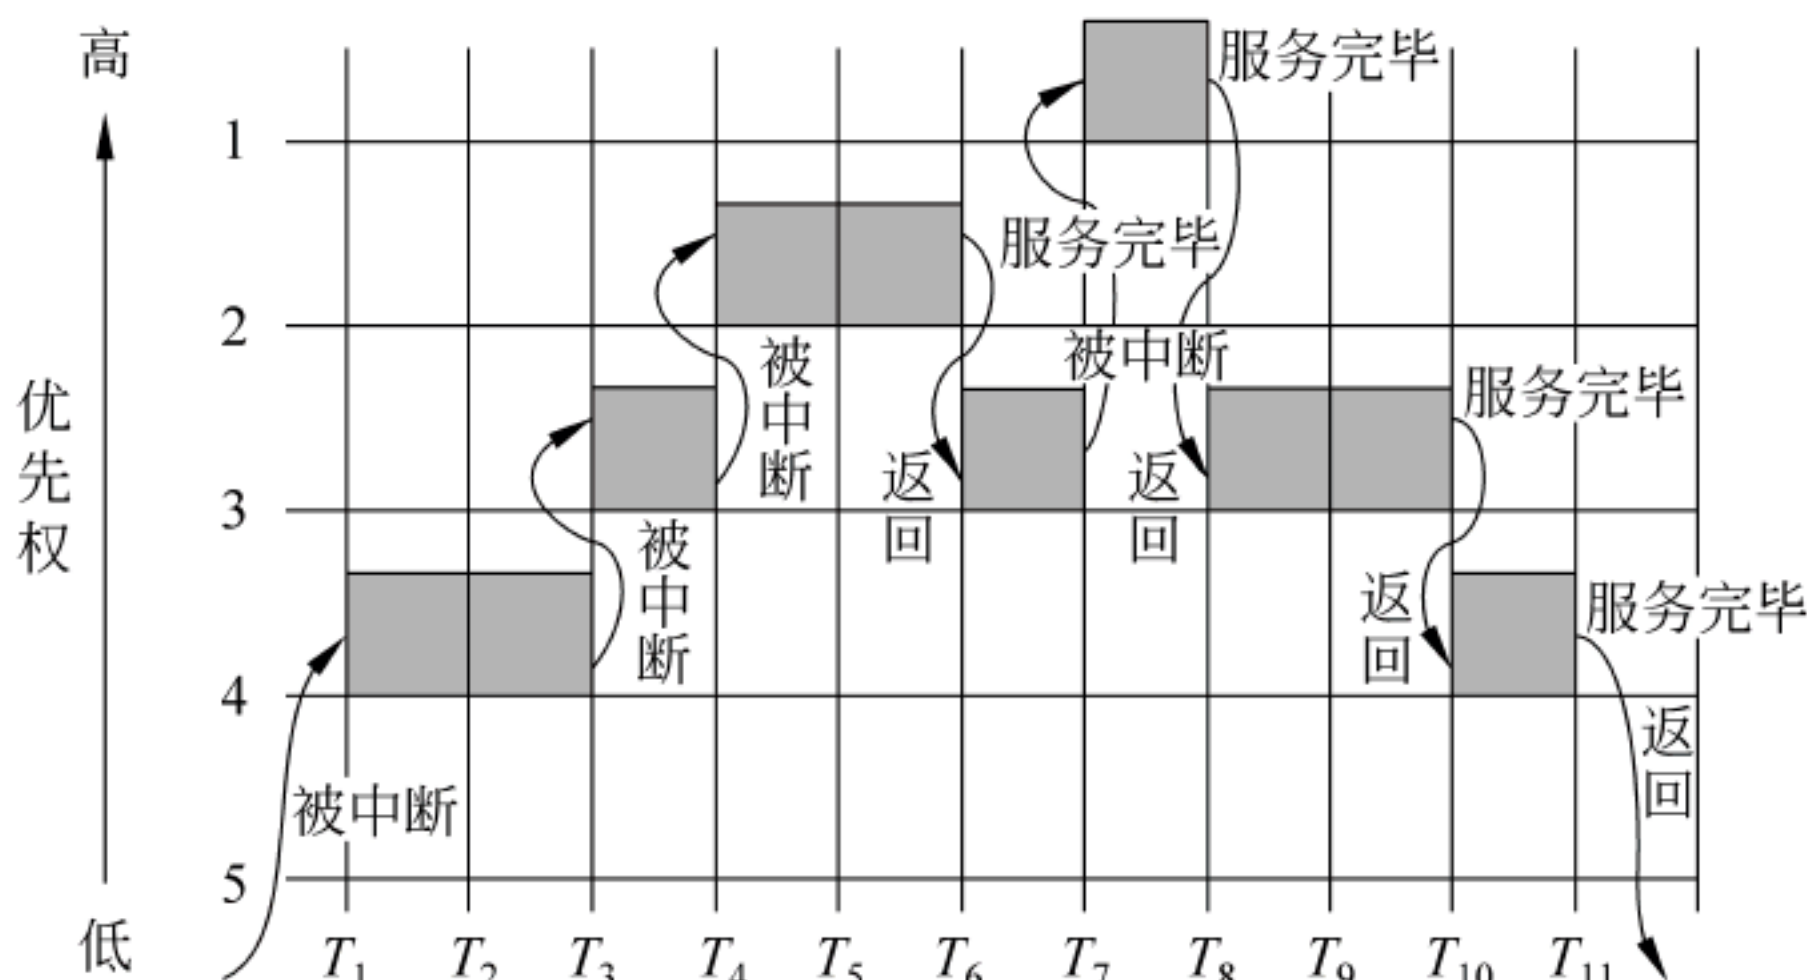 高
服务完毕
1
服务完毕
2
被中断
被中断
服务完毕
优先权
返回
返回
3
被中断
返回
服务完毕
4
返回
被中断
5
低
T1 T2 T3 T4 T5 T6 T7 T8 T9 T10 T11